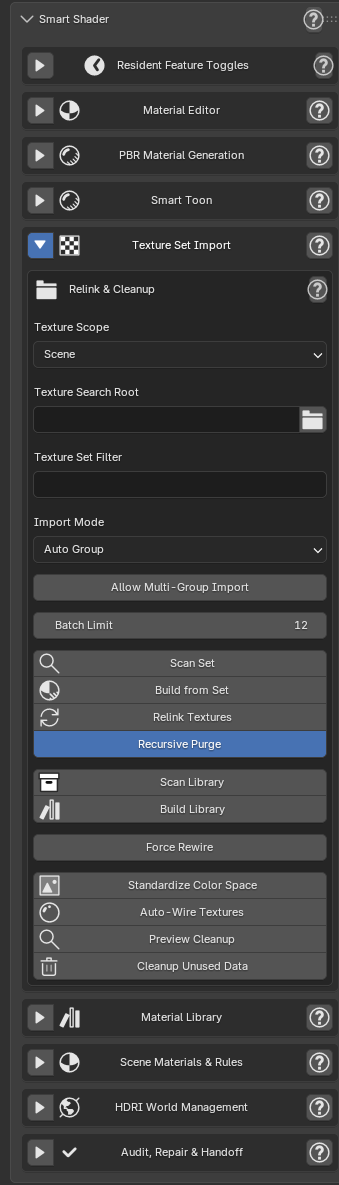 Smart Shader
Resident Feature Toggles
Material Editor
PBR Material Generation
Smart Toon
Texture Set Import
Relink & Cleanup
Texture Scope
Scene
Texture Search Root
Texture Set Filter
Import Mode
Auto Group
Allow Multi-Group Import
Batch Limit 12
Scan Set
Build from Set
Relink Textures
Recursive Purge
Scan Library
Build Library
Force Rewire
Standardize Color Space
Auto-Wire Textures
Preview Cleanup
Cleanup Unused Data
Material Library
Scene Materials & Rules
HDRI World Management
Audit, Repair & Handoff